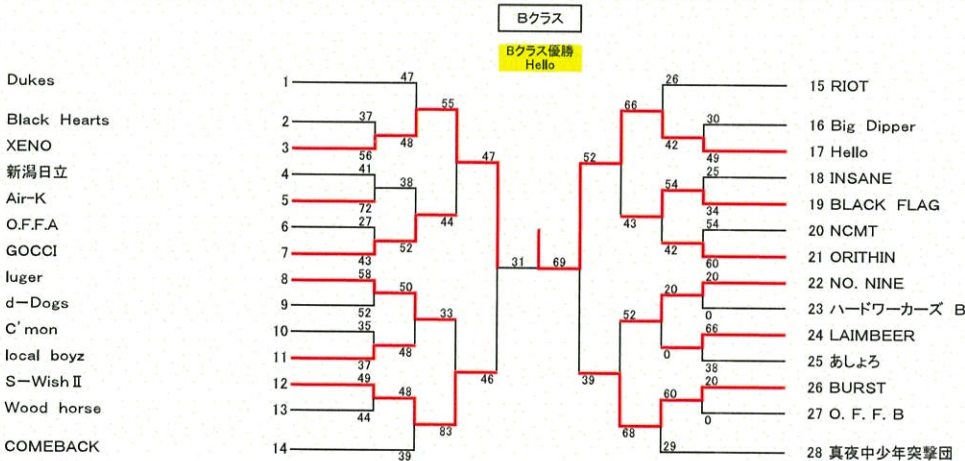 Bクラス
Bクラス優勝
Hello
Dukes 1 47
Black Hearts 2 37
XENO 3 56
48
55
新潟日立 4 41
Air-K 5 72
38
O.F.F.A 6 27
GOCCI 7 43
52
44
47
luger 8 58
d-Dogs 9 52
50
C'mon 10 35
local boyz 11 37
48
33
S-WishⅡ 12 49
Wood horse 13 44
48
COMEBACK 14 39
83
46
31
69
26 15 RIOT
30 16 Big Dipper
49 17 Hello
42
66
25 18 INSANE
34 19 BLACK FLAG
54
54 20 NCMT
60 21 ORITHIN
42
43
52
20 22 NO. NINE
0 23 ハードワーカーズ B
20
66 24 LAIMBEER
38 25 あしょろ
0
52
20 26 BURST
0 27 O. F. F. B
60
29 28 真夜中少年突撃団
68
39